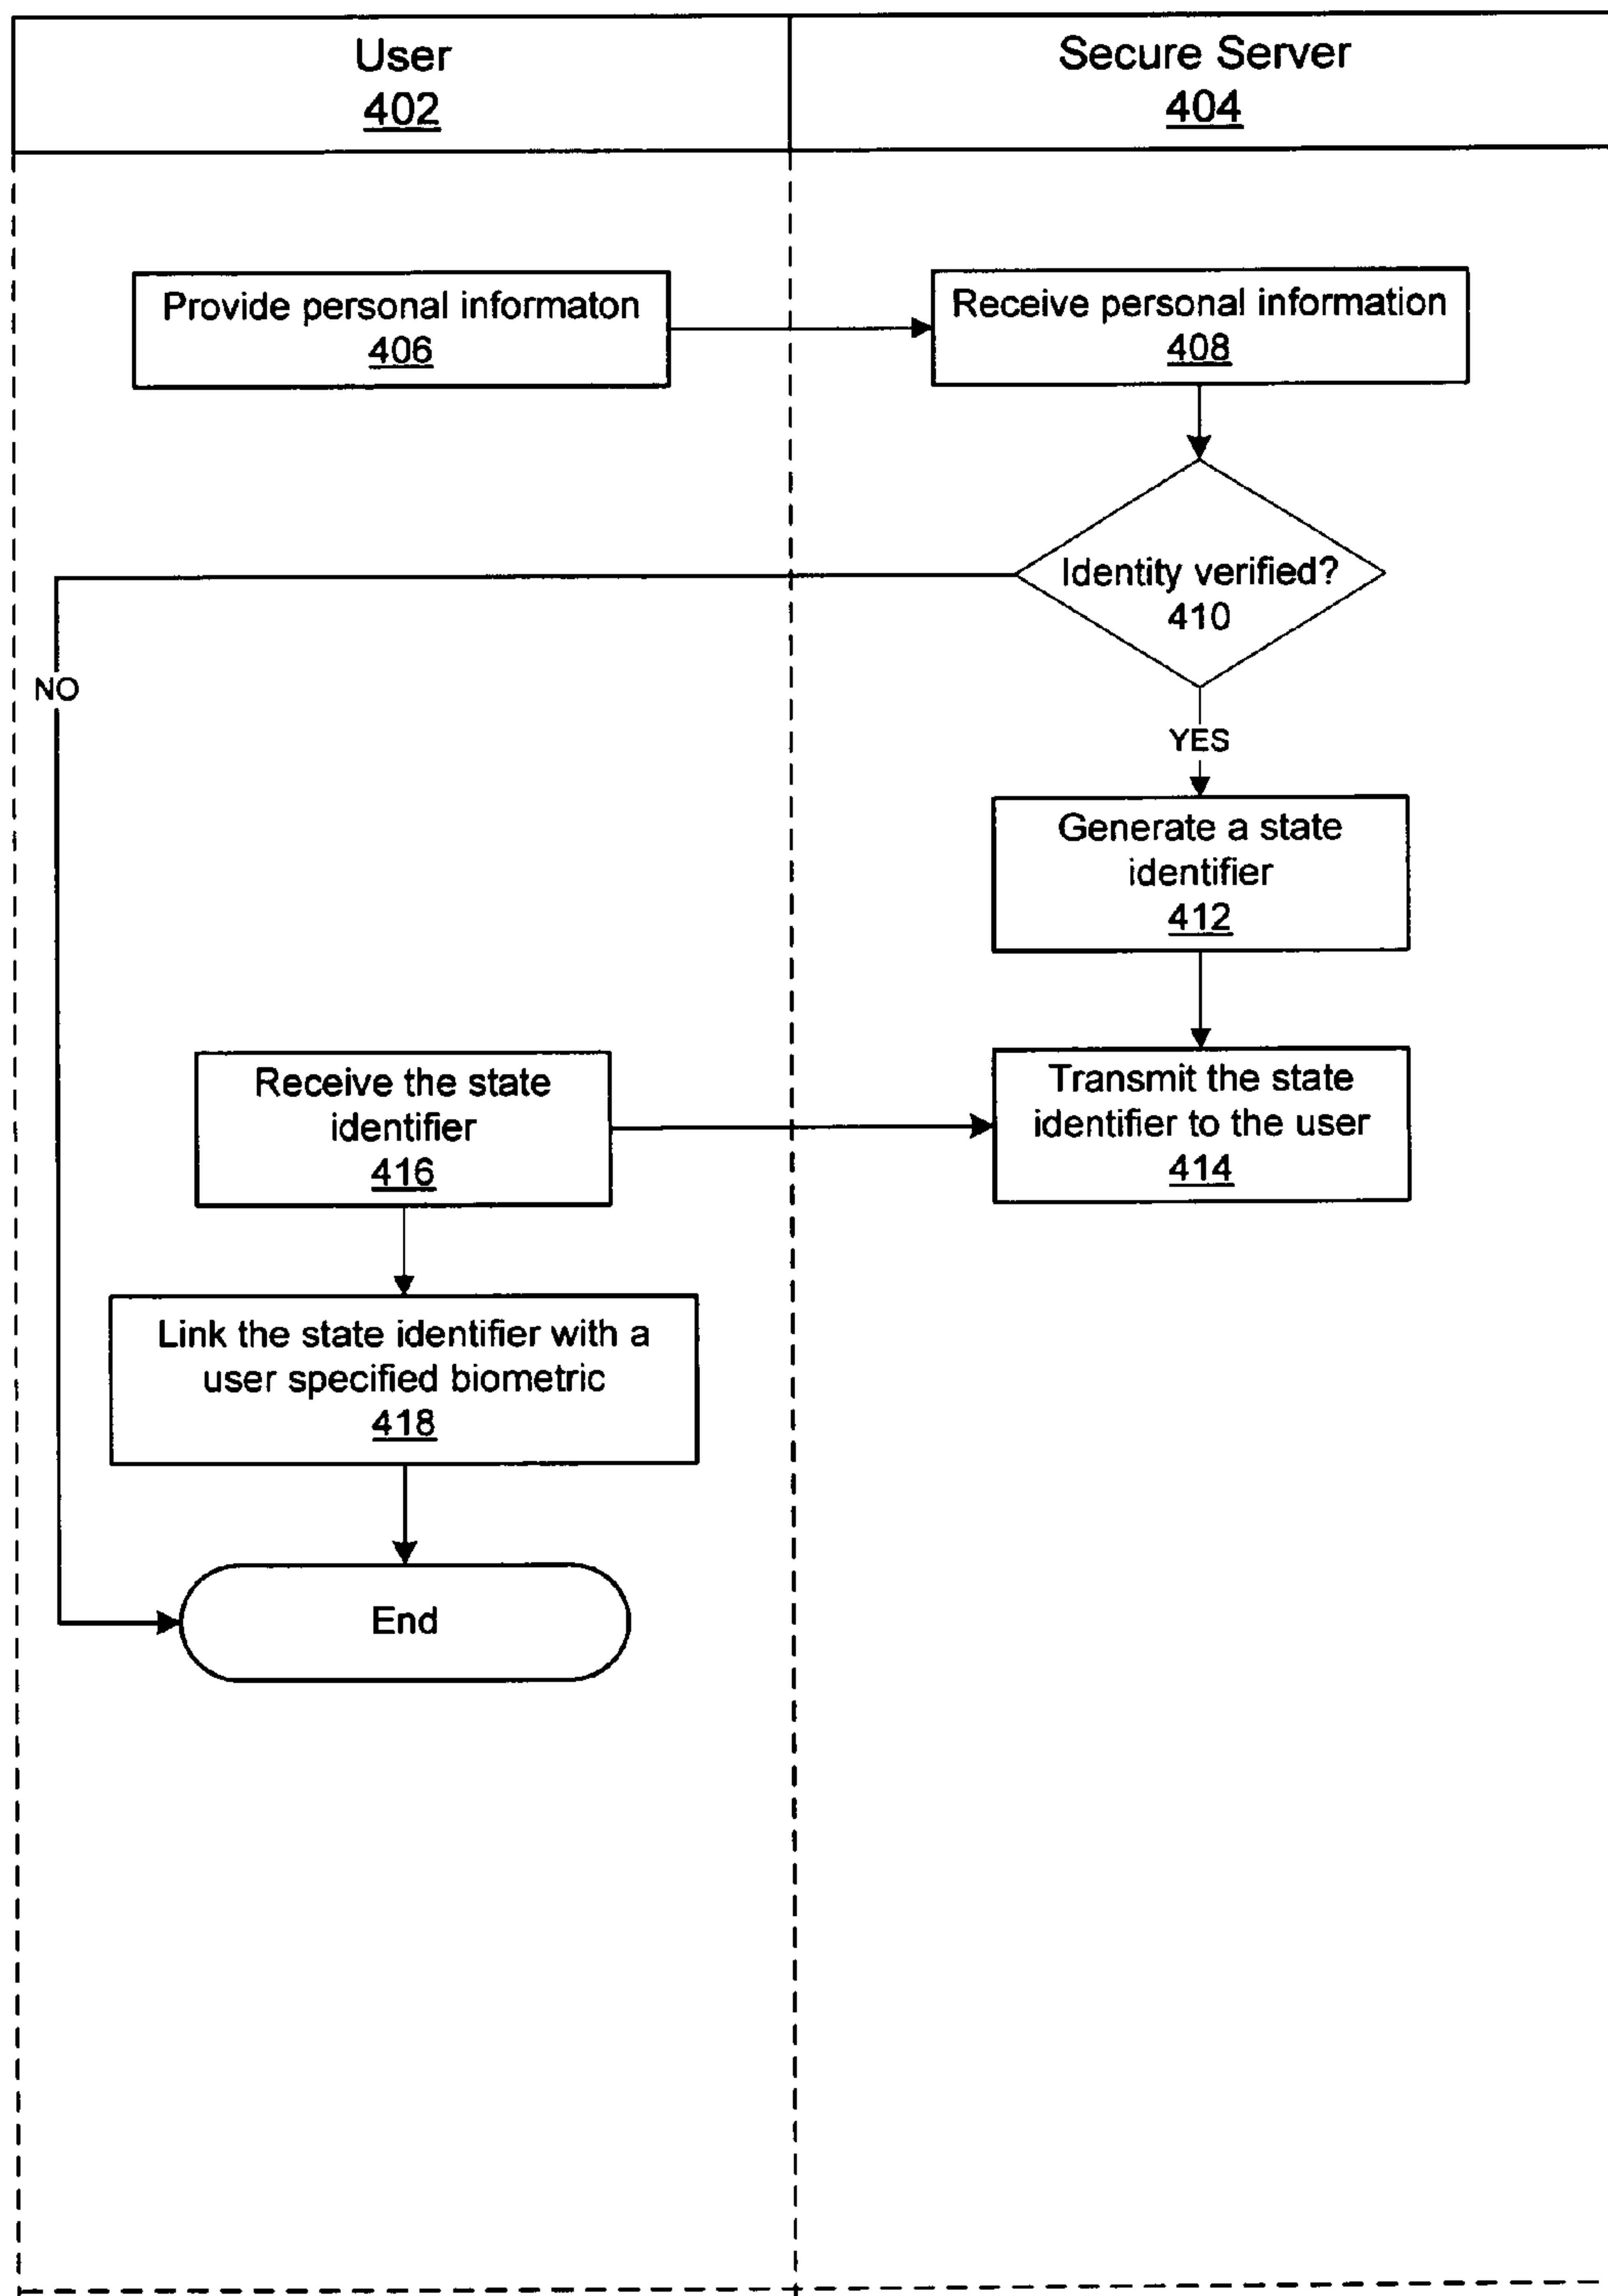 User
402
Secure Server
404
Provide personal informaton
406
Receive personal information
408
Identity verified?
410
NO
YES
Generate a state
identifier
412
Receive the state
identifier
416
Transmit the state
identifier to the user
414
Link the state identifier with a
user specified biometric
418
End